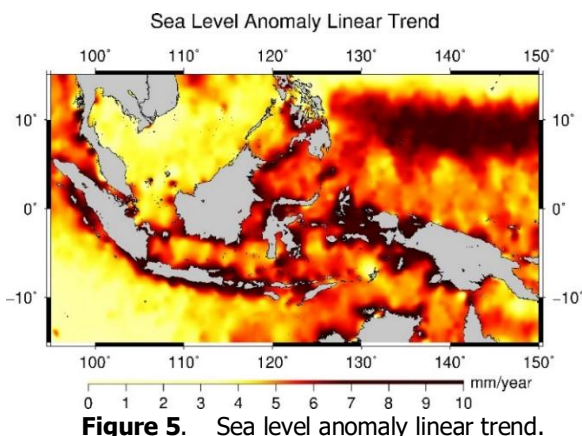 Sea Level Anomaly Linear Trend
100° 110° 120° 130° 140° 150°
10° 10°
0° 0°
−10° −10°
100° 110° 120° 130° 140° 150°
mm/year
0 1 2 3 4 5 6 7 8 9 10
Figure 5. Sea level anomaly linear trend.